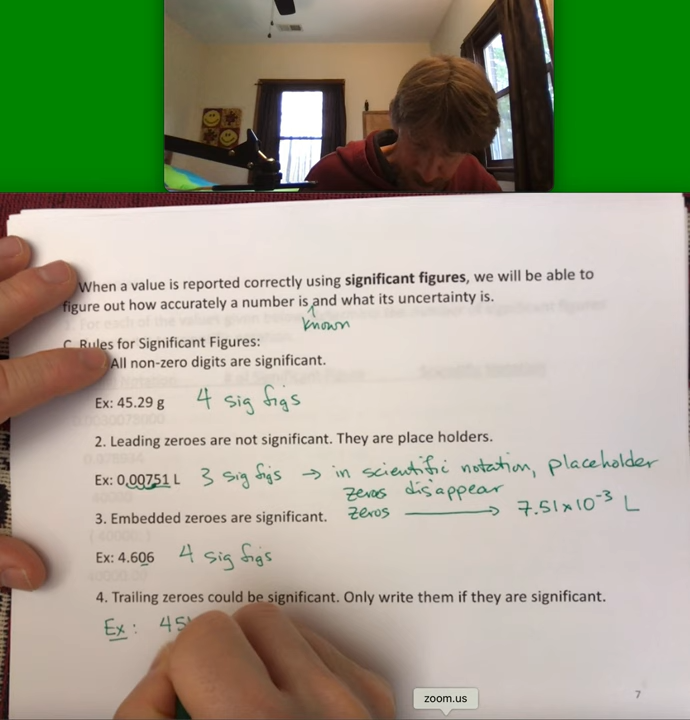 When a value is reported correctly using significant figures, we will be able to
figure out how accurately a number is and what its uncertainty is.
known
C. Rules for Significant Figures:
All non-zero digits are significant.
Ex: 45.29 g 4 sig figs
2. Leading zeroes are not significant. They are place holders.
Ex: 0.00751 L 3 sig figs → in scientific notation, placeholder
zeros disappear
3. Embedded zeroes are significant. zeros → 7.51 x 10⁻³ L
Ex: 4.606 4 sig figs
4. Trailing zeroes could be significant. Only write them if they are significant.
Ex: 45
7
zoom.us